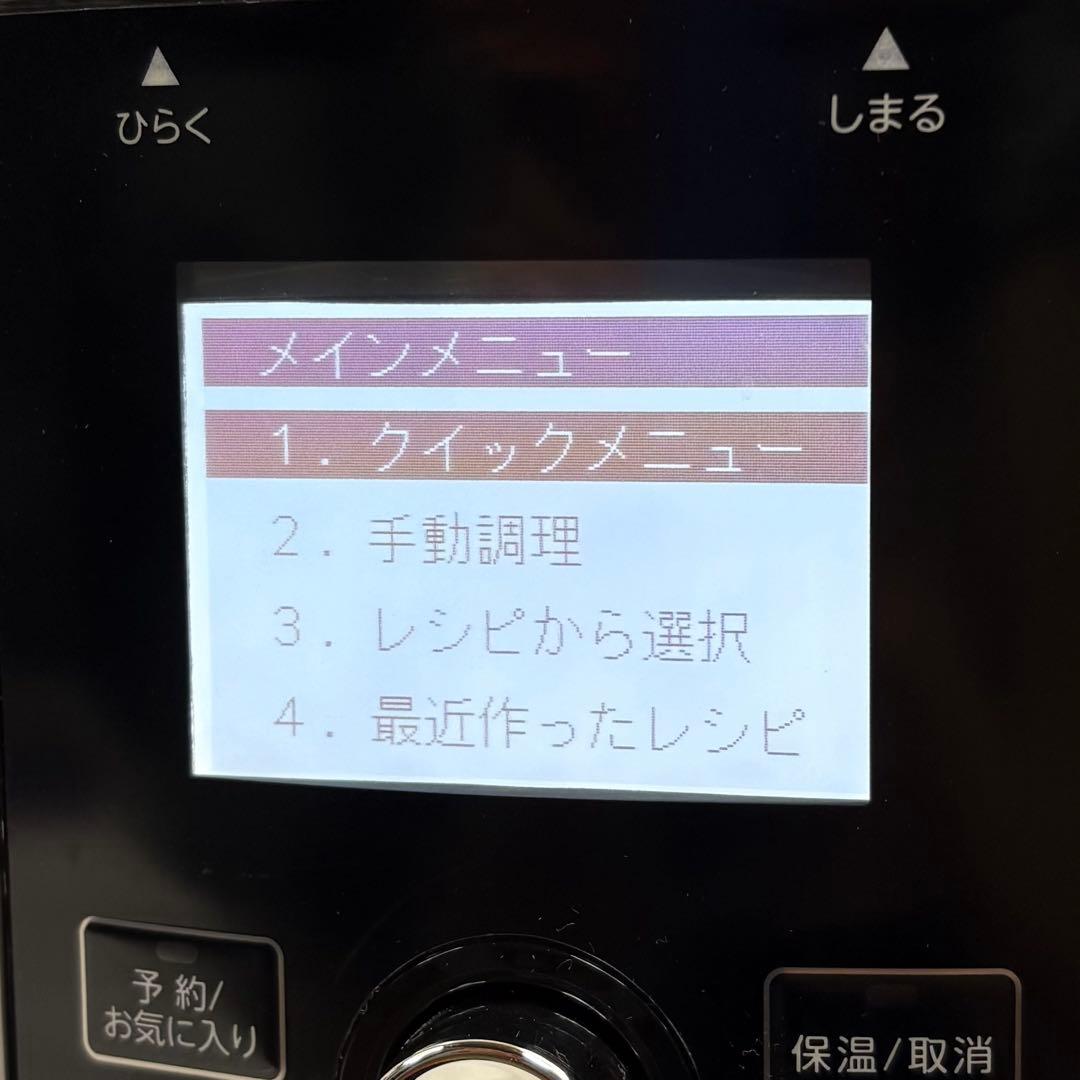 ▲ ▲
ひらく しまる
メインメニュー
1. クイックメニュー
2. 手動調理
3. レシピから選択
4. 最近作ったレシピ
予約/
お気に入り
保温/取消